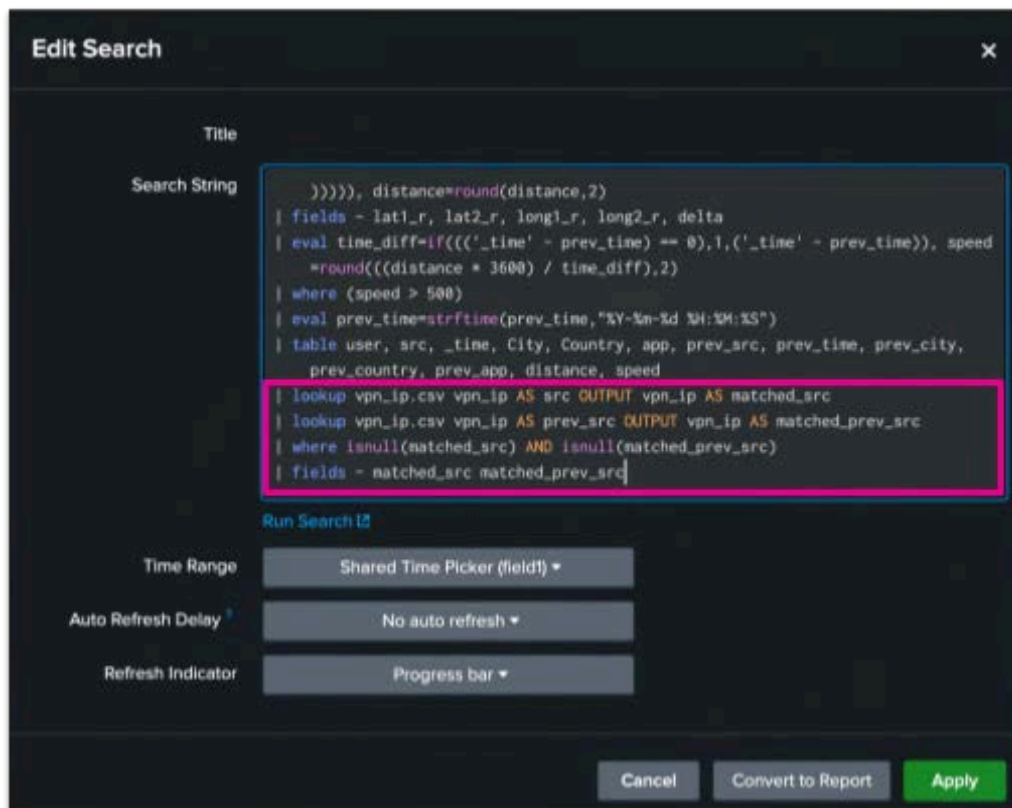 Edit Search
×
Title
Search String
))))), distance=round(distance,2)
| fields - lat1_r, lat2_r, long1_r, long2_r, delta
| eval time_diff=if((('_time' - prev_time) == 0),1,('_time' - prev_time)), speed
=round(((distance * 3600) / time_diff),2)
| where (speed > 500)
| eval prev_time=strftime(prev_time,"%Y-%m-%d %H:%M:%S")
| table user, src, _time, City, Country, app, prev_src, prev_time, prev_city,
prev_country, prev_app, distance, speed
| lookup vpn_ip.csv vpn_ip AS src OUTPUT vpn_ip AS matched_src
| lookup vpn_ip.csv vpn_ip AS prev_src OUTPUT vpn_ip AS matched_prev_src
| where isnull(matched_src) AND isnull(matched_prev_src)
| fields - matched_src matched_prev_src
Run Search
Time Range
Shared Time Picker (field1)
Auto Refresh Delay ?
No auto refresh
Refresh Indicator
Progress bar
Cancel
Convert to Report
Apply